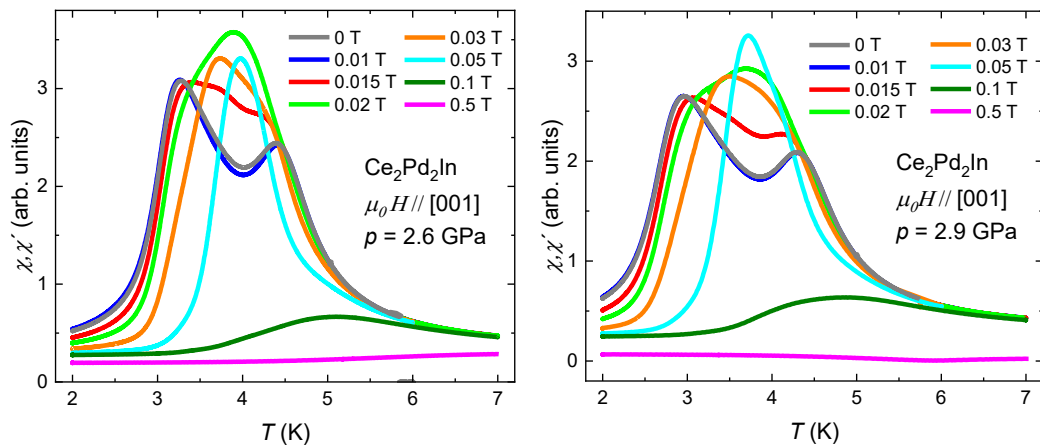 0 T
0.01 T
0.015 T
0.02 T
0.03 T
0.05 T
0.1 T
0.5 T
Ce₂Pd₂In
μ₀H// [001]
p = 2.6 GPa
χ,χ′ (arb. units)
3
2
1
0
2 3 4 5 6 7
T (K)
0 T
0.01 T
0.015 T
0.02 T
0.03 T
0.05 T
0.1 T
0.5 T
Ce₂Pd₂In
μ₀H// [001]
p = 2.9 GPa
χ,χ′ (arb. units)
3
2
1
0
2 3 4 5 6 7
T (K)